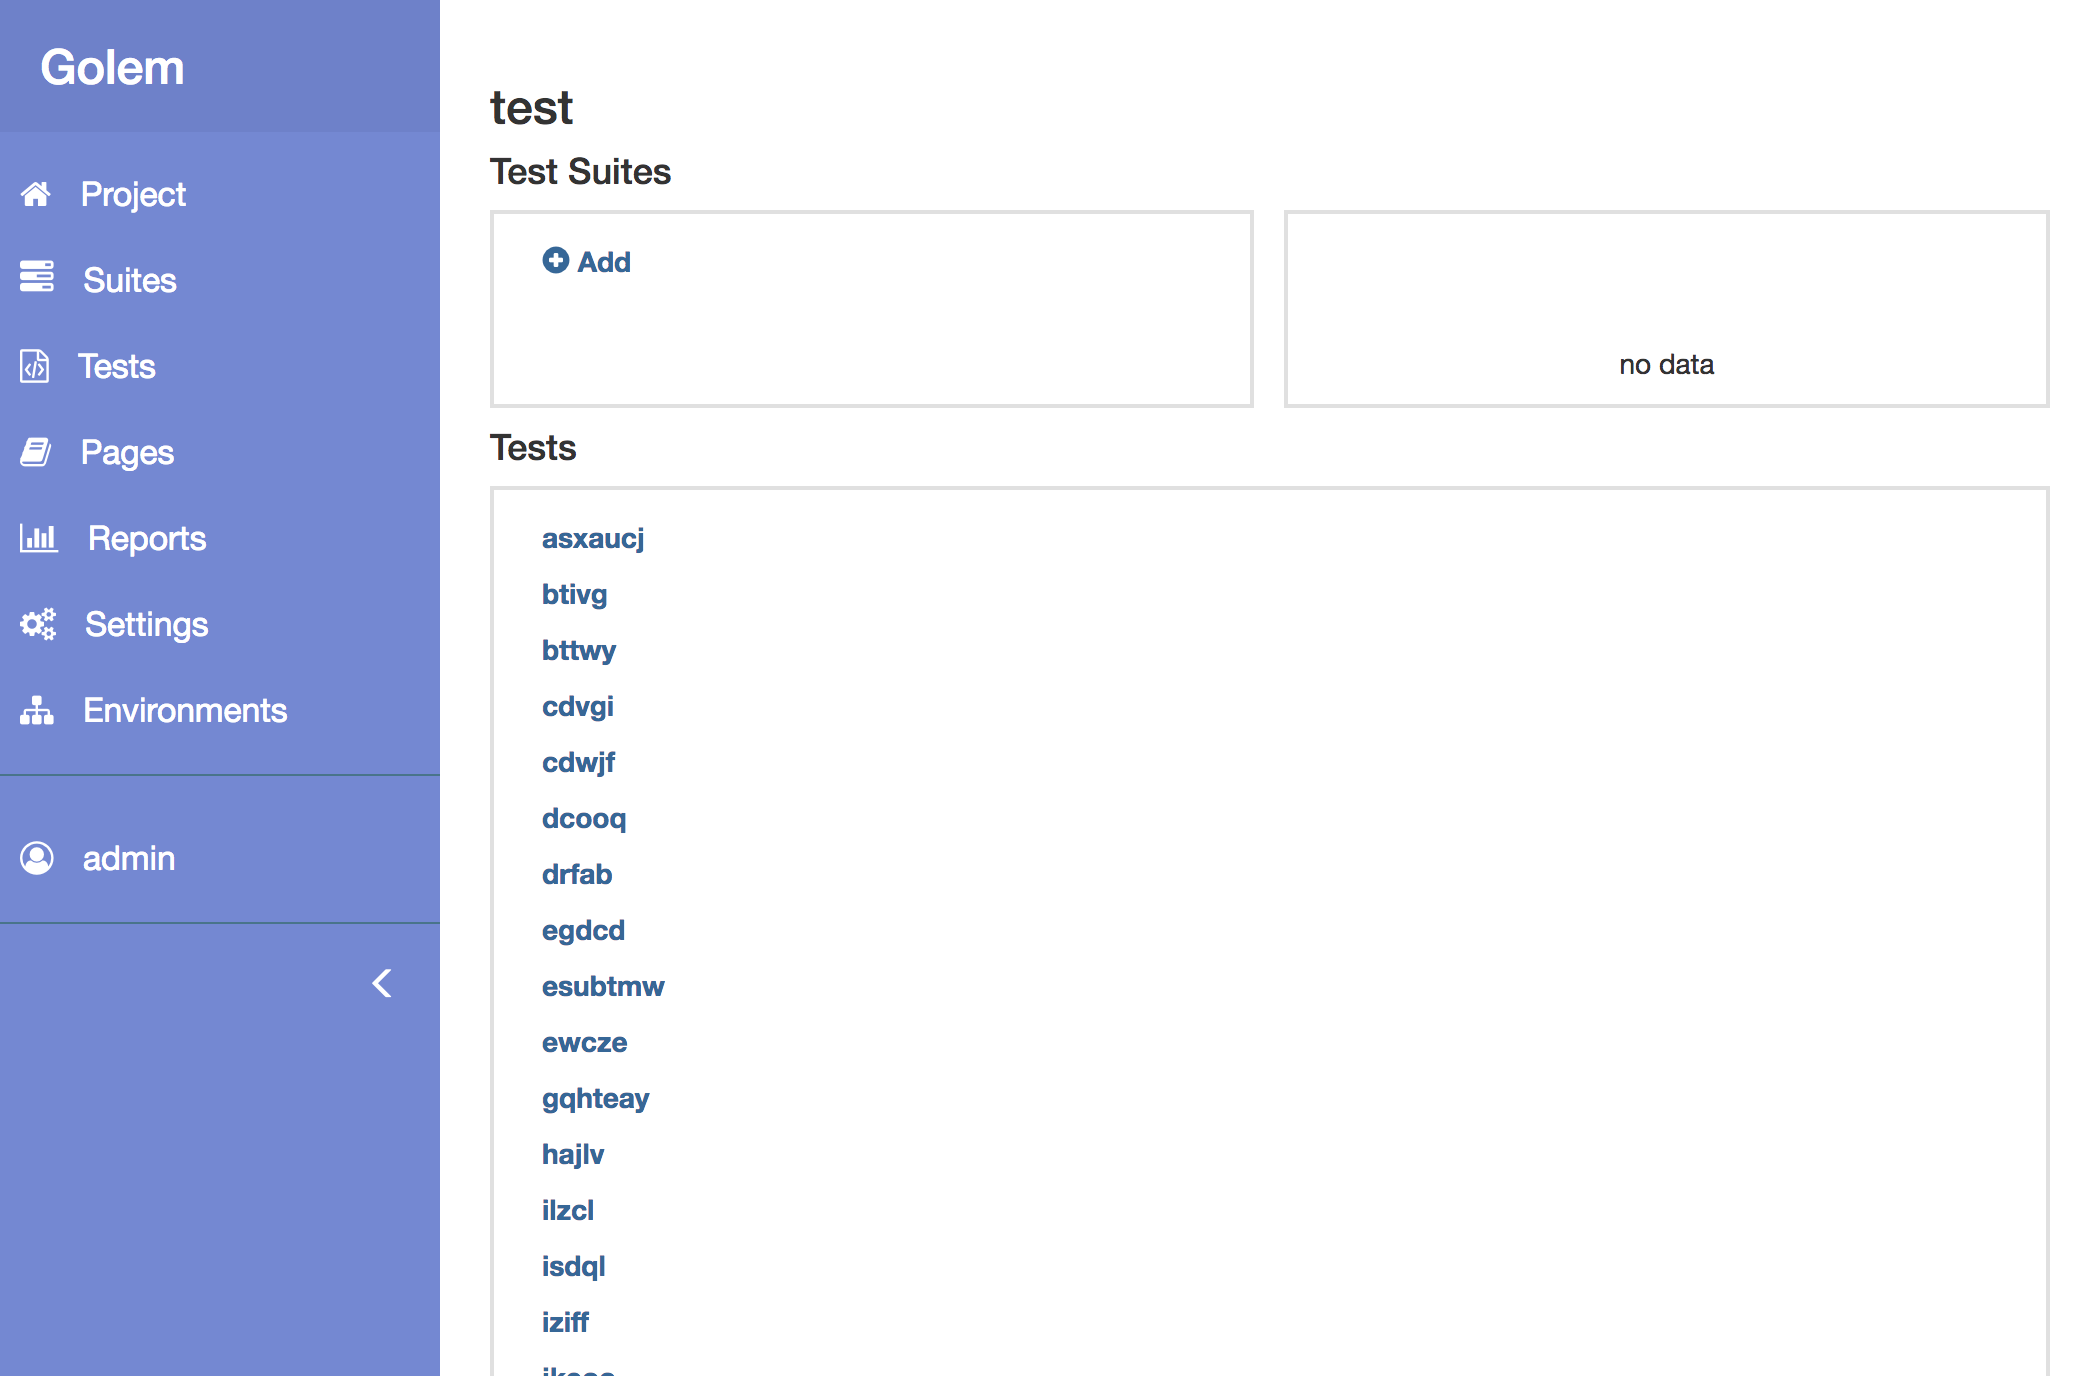 Golem
Project
Suites
Tests
Pages
Reports
Settings
Environments
admin
test
Test Suites
Add
no data
Tests
asxaucj
btivg
bttwy
cdvgi
cdwjf
dcooq
drfab
egdcd
esubtmw
ewcze
gqhteay
hajlv
ilzcl
isdql
iziff